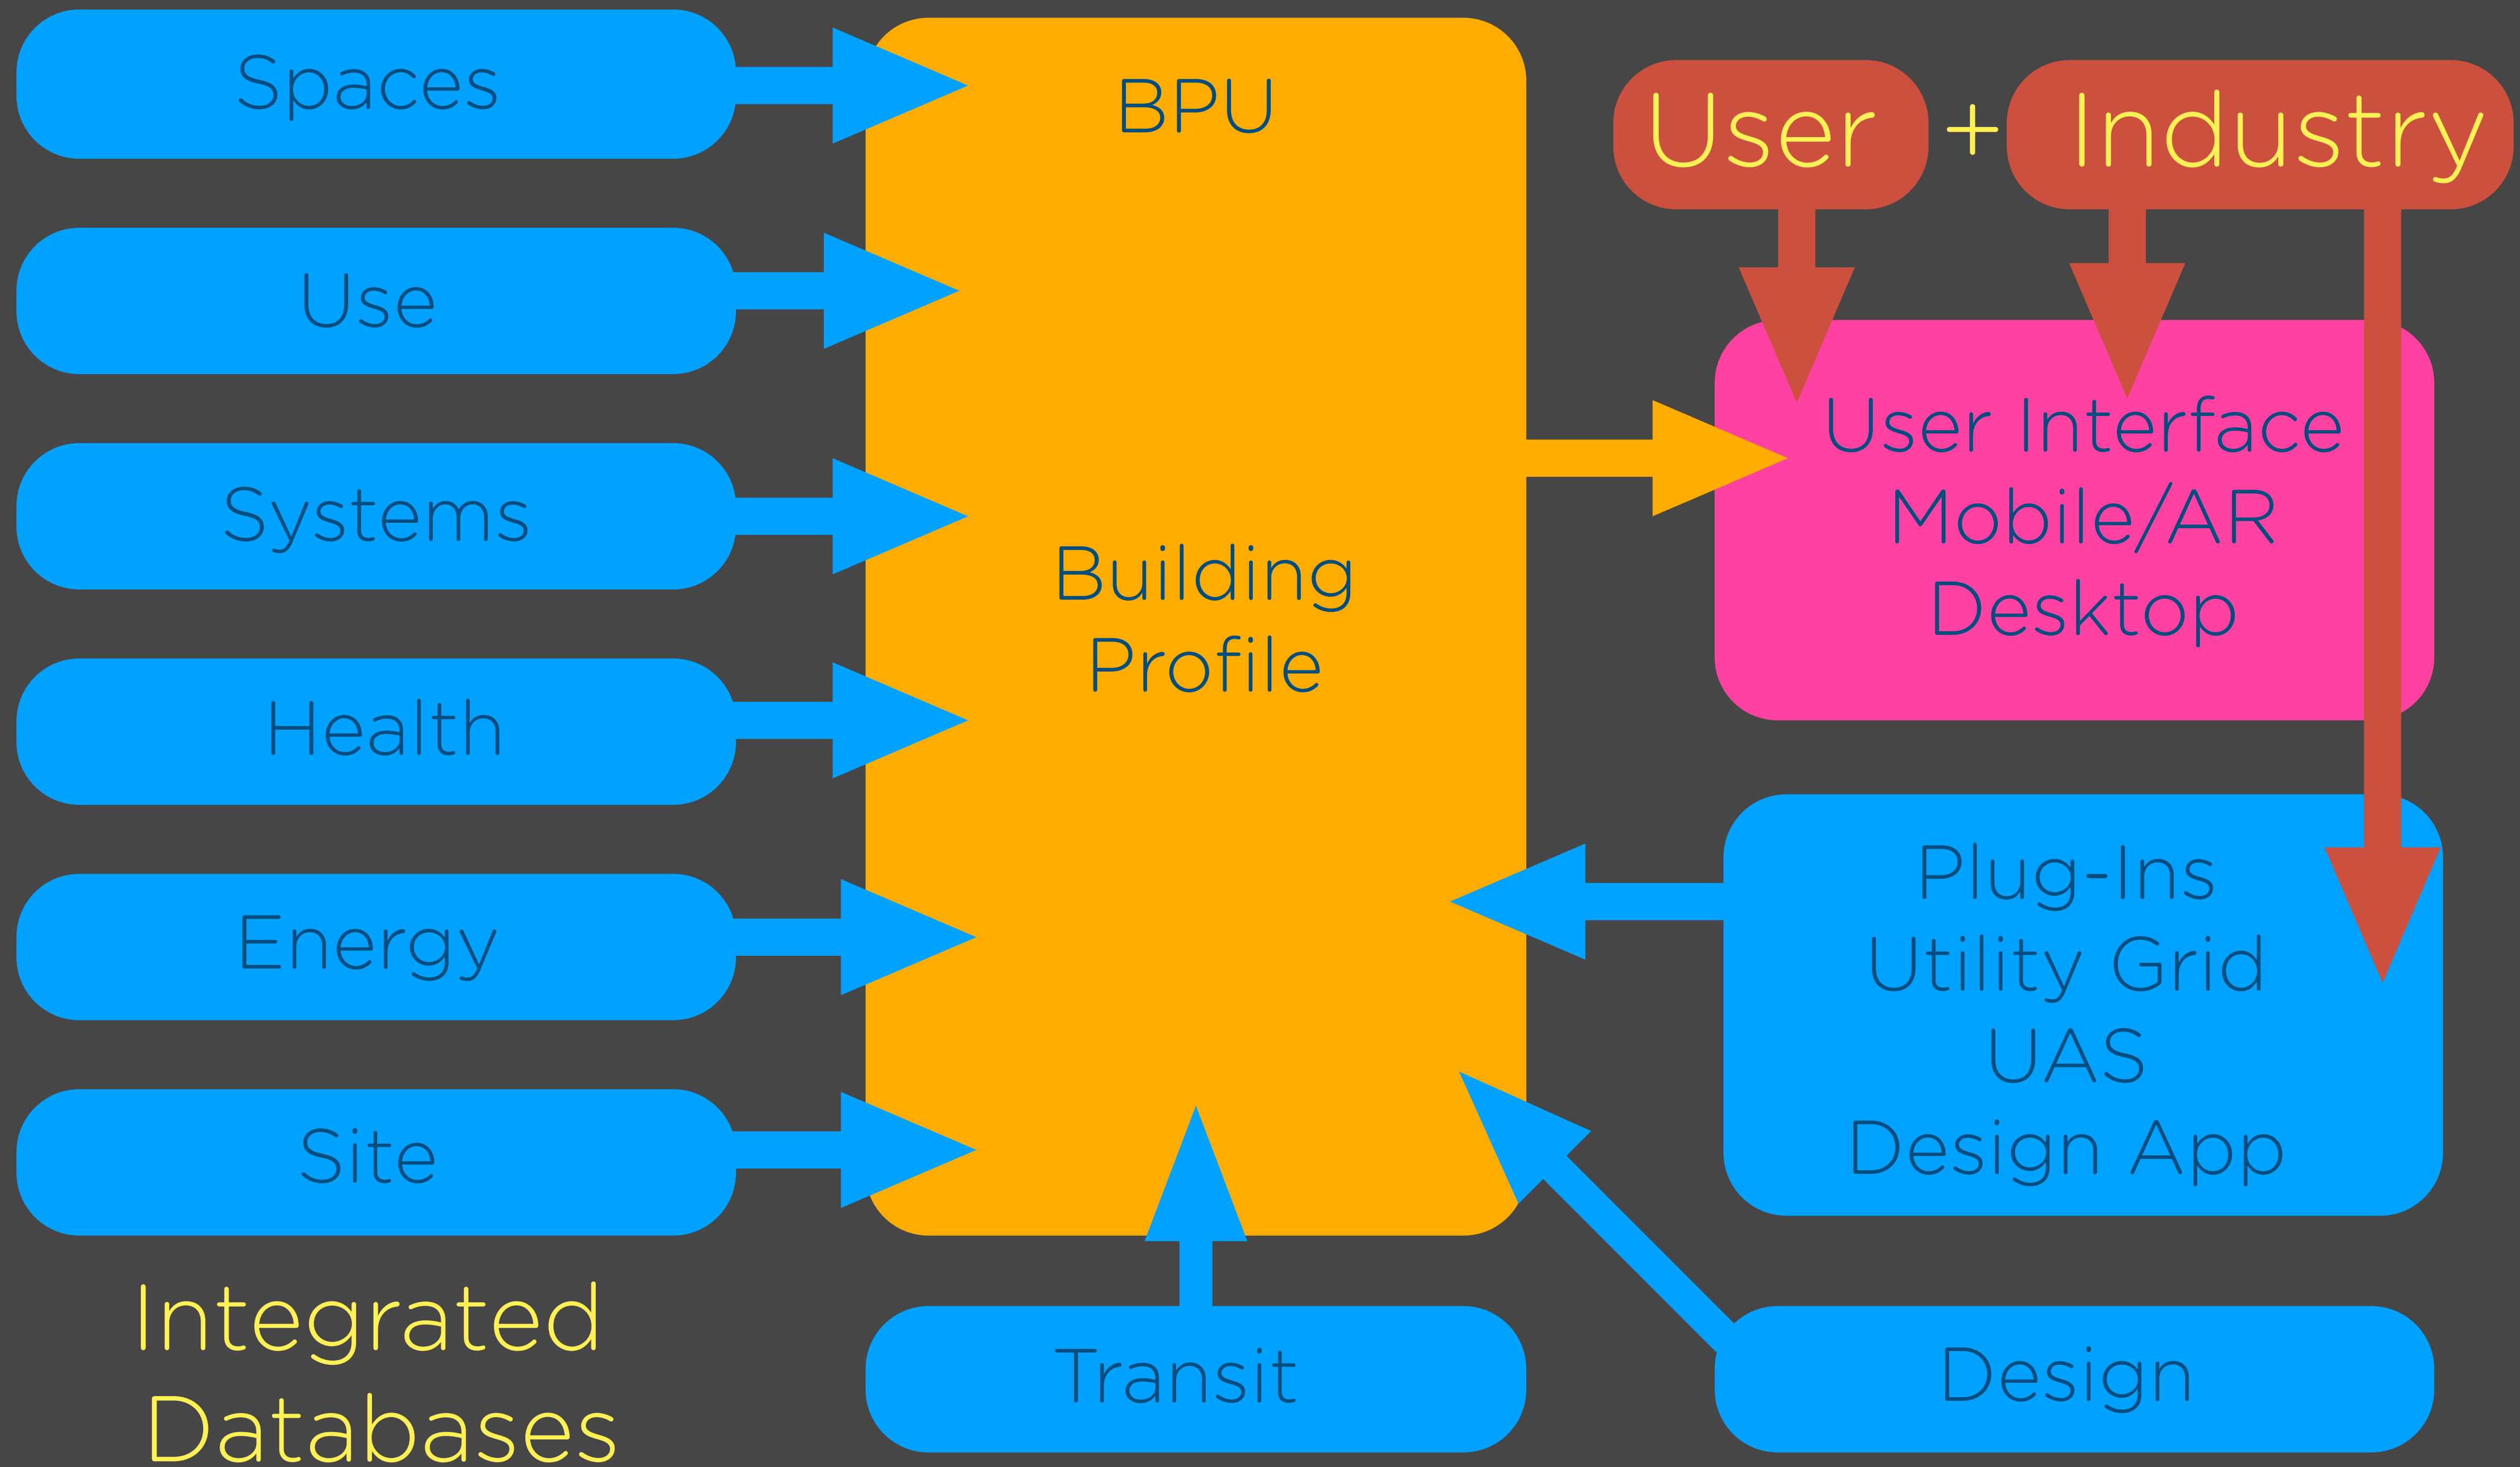 Spaces
Use
Systems
Health
Energy
Site
Integrated
Databases
BPU
Building
Profile
Transit
User + Industry
User Interface
Mobile/AR
Desktop
Plug-Ins
Utility Grid
UAS
Design App
Design